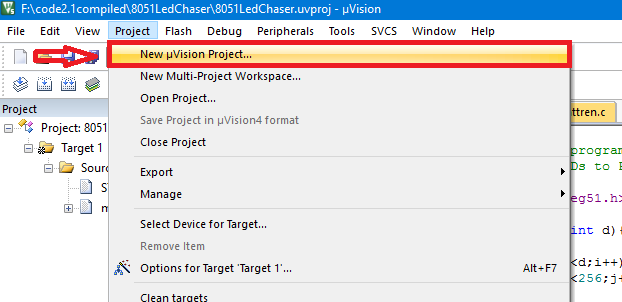 F:\code2.1compiled\8051LedChaser\8051LedChaser.uvproj - µVision
File Edit View Project Flash Debug Peripherals Tools SVCS Window Help
New µVision Project...
New Multi-Project Workspace...
Open Project...
Save Project in µVision4 format
Close Project
Export
Manage
Select Device for Target...
Remove Item
Options for Target 'Target 1'... Alt+F7
Clean targets
Project
Project: 8051
Target 1
Sour
S
m
ttren.c
program
Ds to
eg51.h>
int d){
<d;i++)
<256;j+